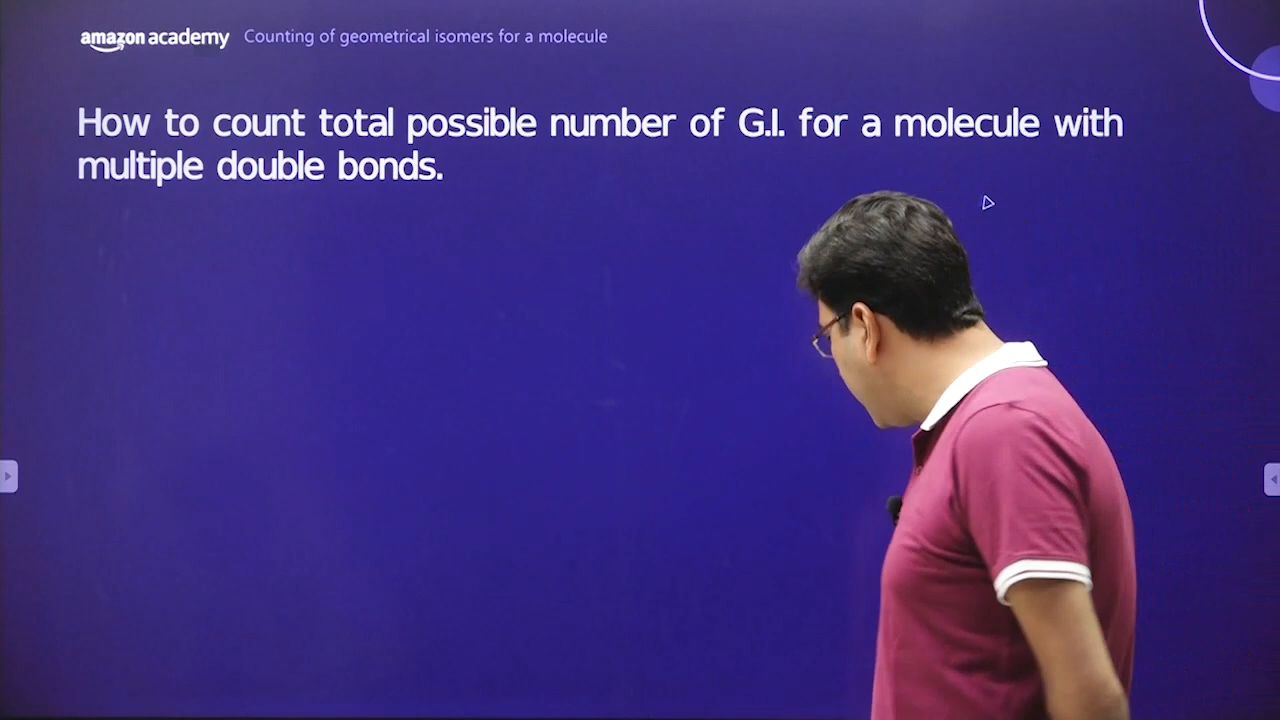 amazon academy Counting of geometrical isomers for a molecule
How to count total possible number of G.I. for a molecule with
multiple double bonds.